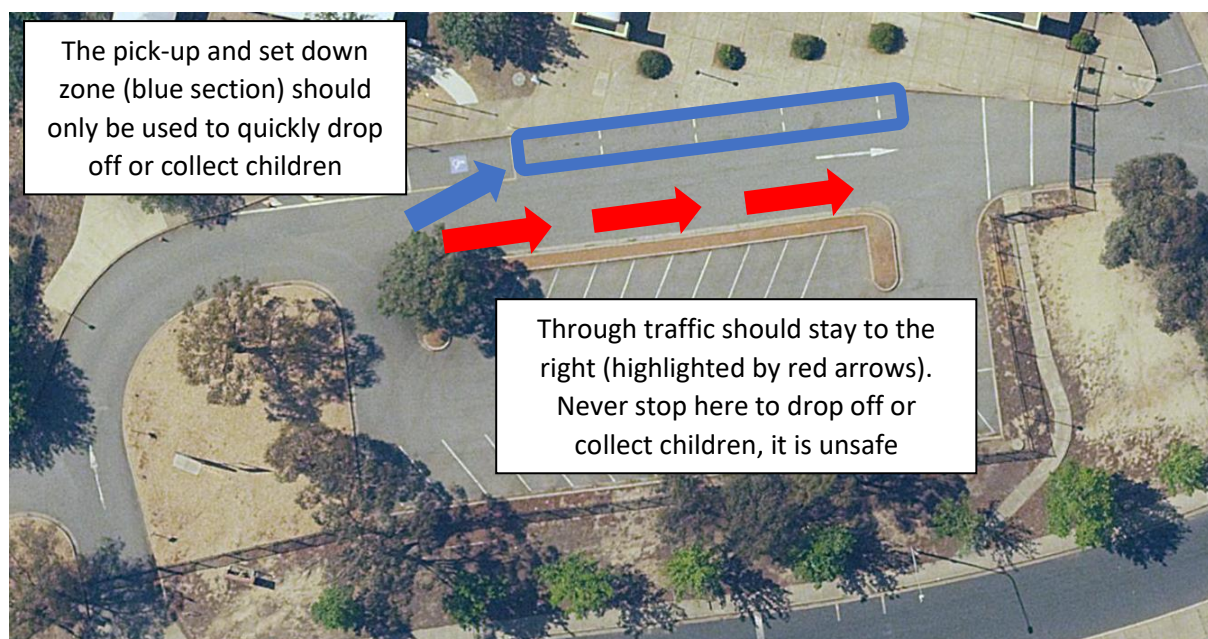 The pick-up and set down
zone (blue section) should
only be used to quickly drop
off or collect children
Through traffic should stay to the
right (highlighted by red arrows).
Never stop here to drop off or
collect children, it is unsafe